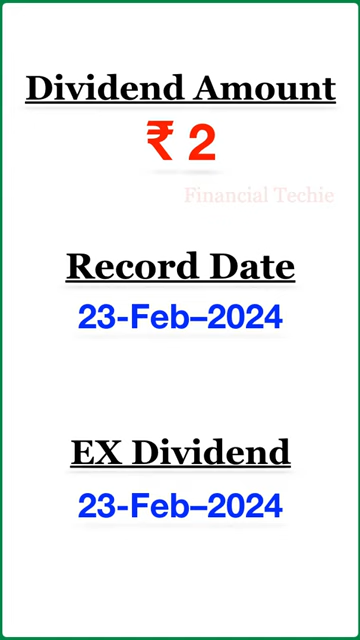 Dividend Amount
₹ 2
Financial Techie
Record Date
23-Feb–2024
EX Dividend
23-Feb–2024